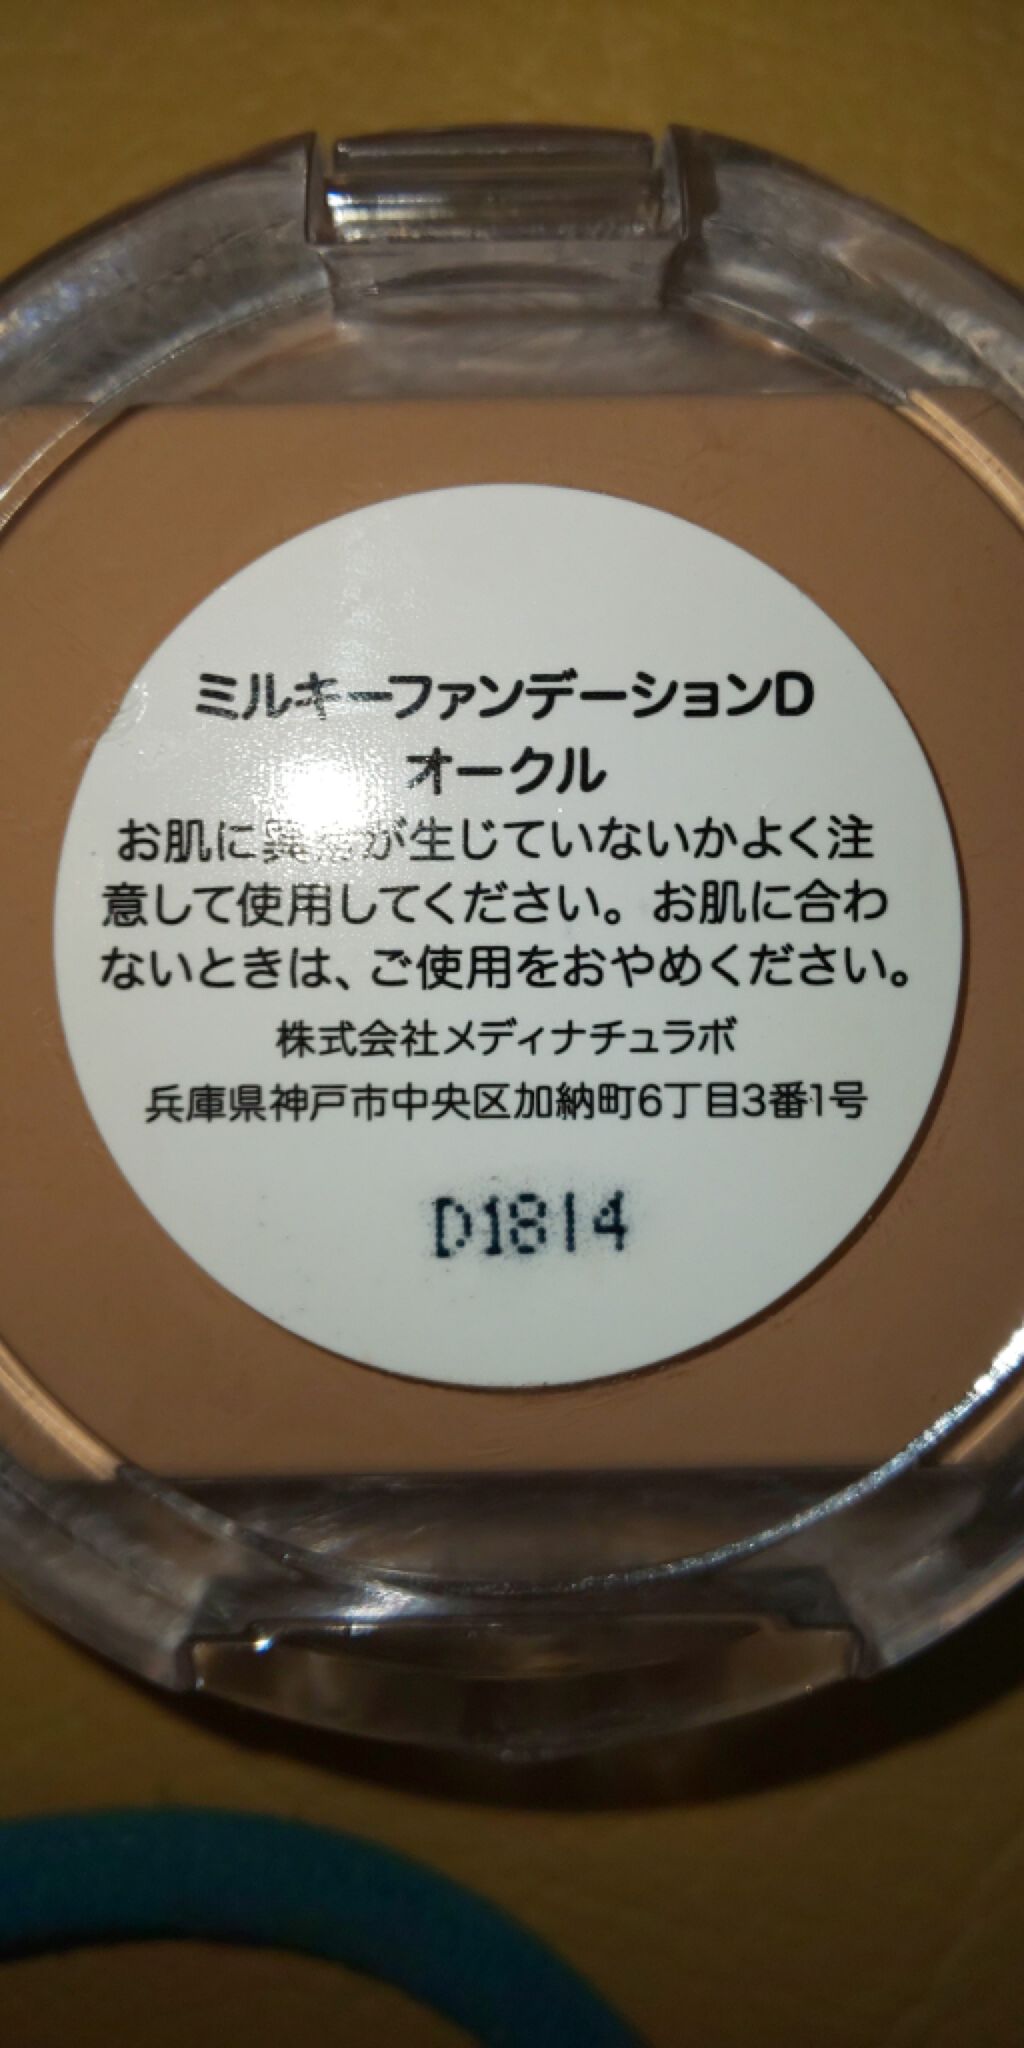 ミルキーファンデーションD
オークル
お肌に異常が生じていないかよく注
意して使用してください。お肌に合わ
ないときは、ご使用をおやめください。
株式会社メディナチュラボ
兵庫県神戸市中央区加納町6丁目3番1号
D1814